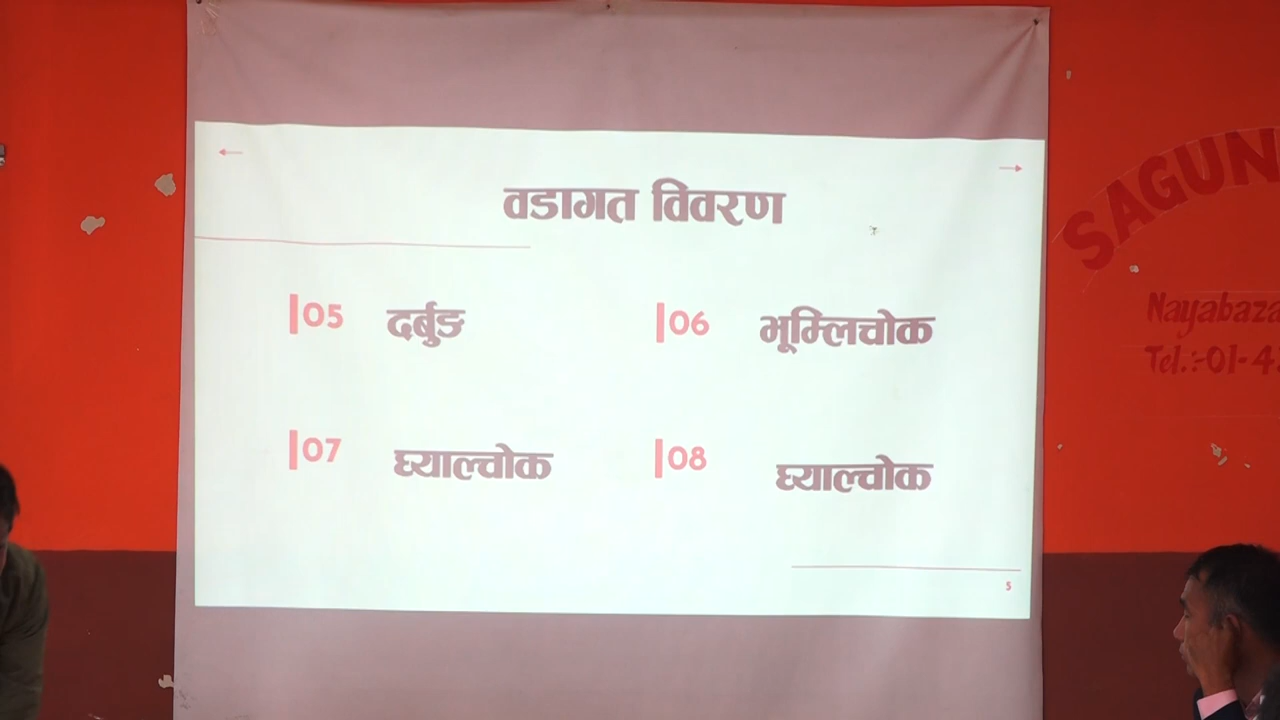 वडागत विवरण
05 दर्बुङ
06 भूम्लिचोक
07 घ्याल्चोक
08 घ्याल्चोक
5
SAGUN
Nayabaza
Tel.:-01-4